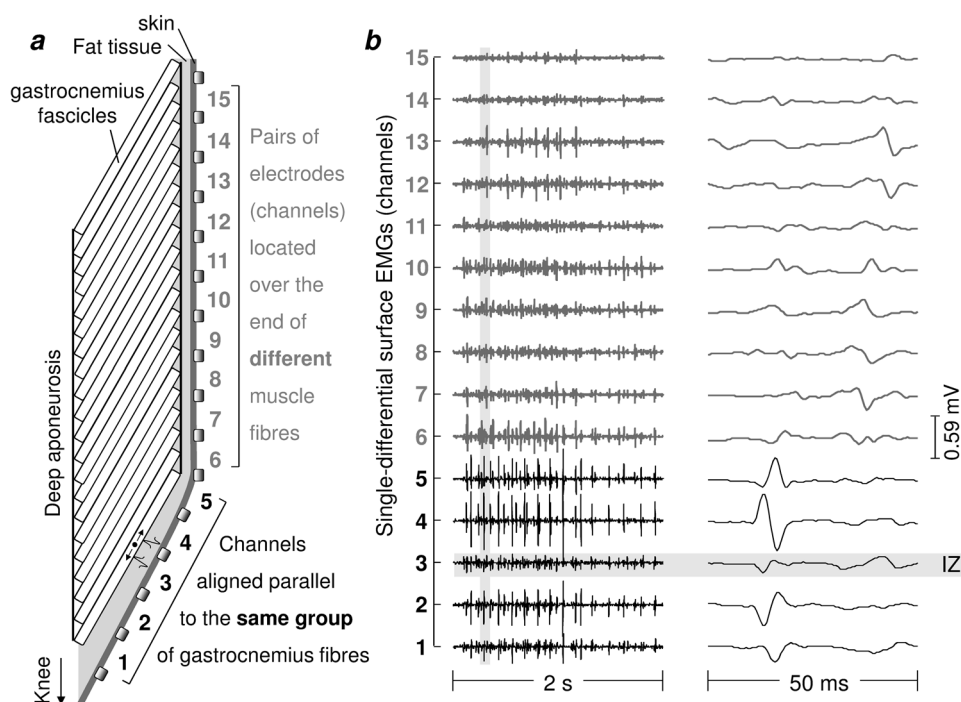 a
skin
Fat tissue
gastrocnemius
fascicles
Deep aponeurosis
Knee
15
14
13
12
11
10
9
8
7
6
5
4
3
2
1
Pairs of
electrodes
(channels)
located
over the
end of
different
muscle
fibres
Channels
aligned parallel
to the same group
of gastrocnemius fibres
b
Single-differential surface EMGs (channels)
15
14
13
12
11
10
9
8
7
6
5
4
3
2
1
IZ
0.59 mV
2 s
50 ms